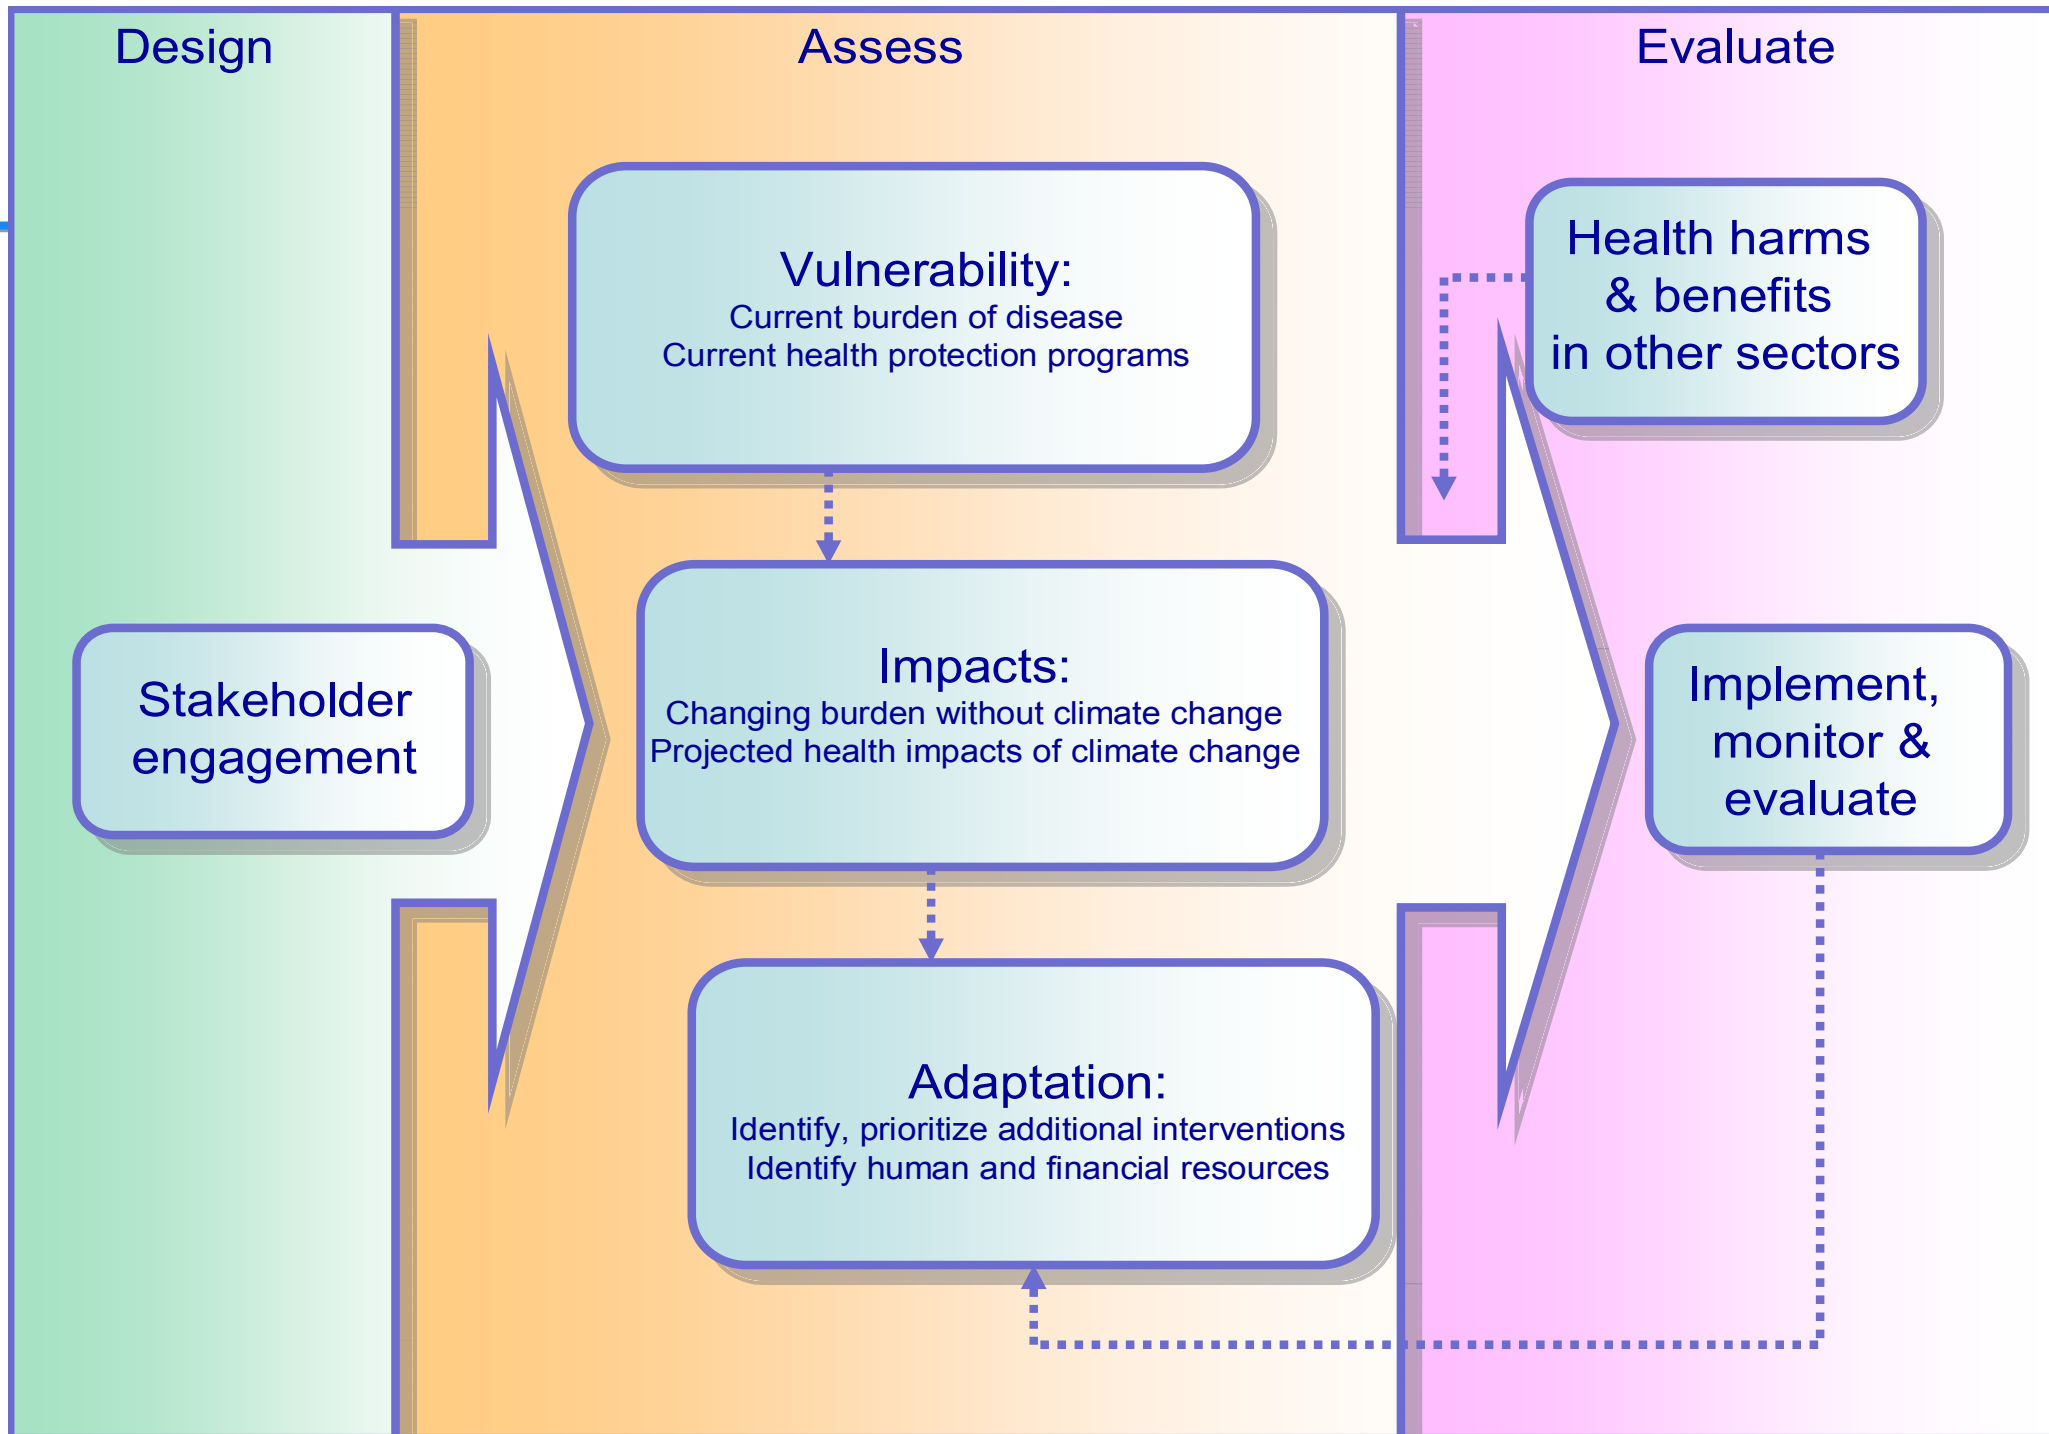 Design
Assess
Evaluate
Vulnerability:
Current burden of disease
Current health protection programs
Health harms
& benefits
in other sectors
Stakeholder
engagement
Impacts:
Changing burden without climate change
Projected health impacts of climate change
Implement,
monitor &
evaluate
Adaptation:
Identify, prioritize additional interventions
Identify human and financial resources